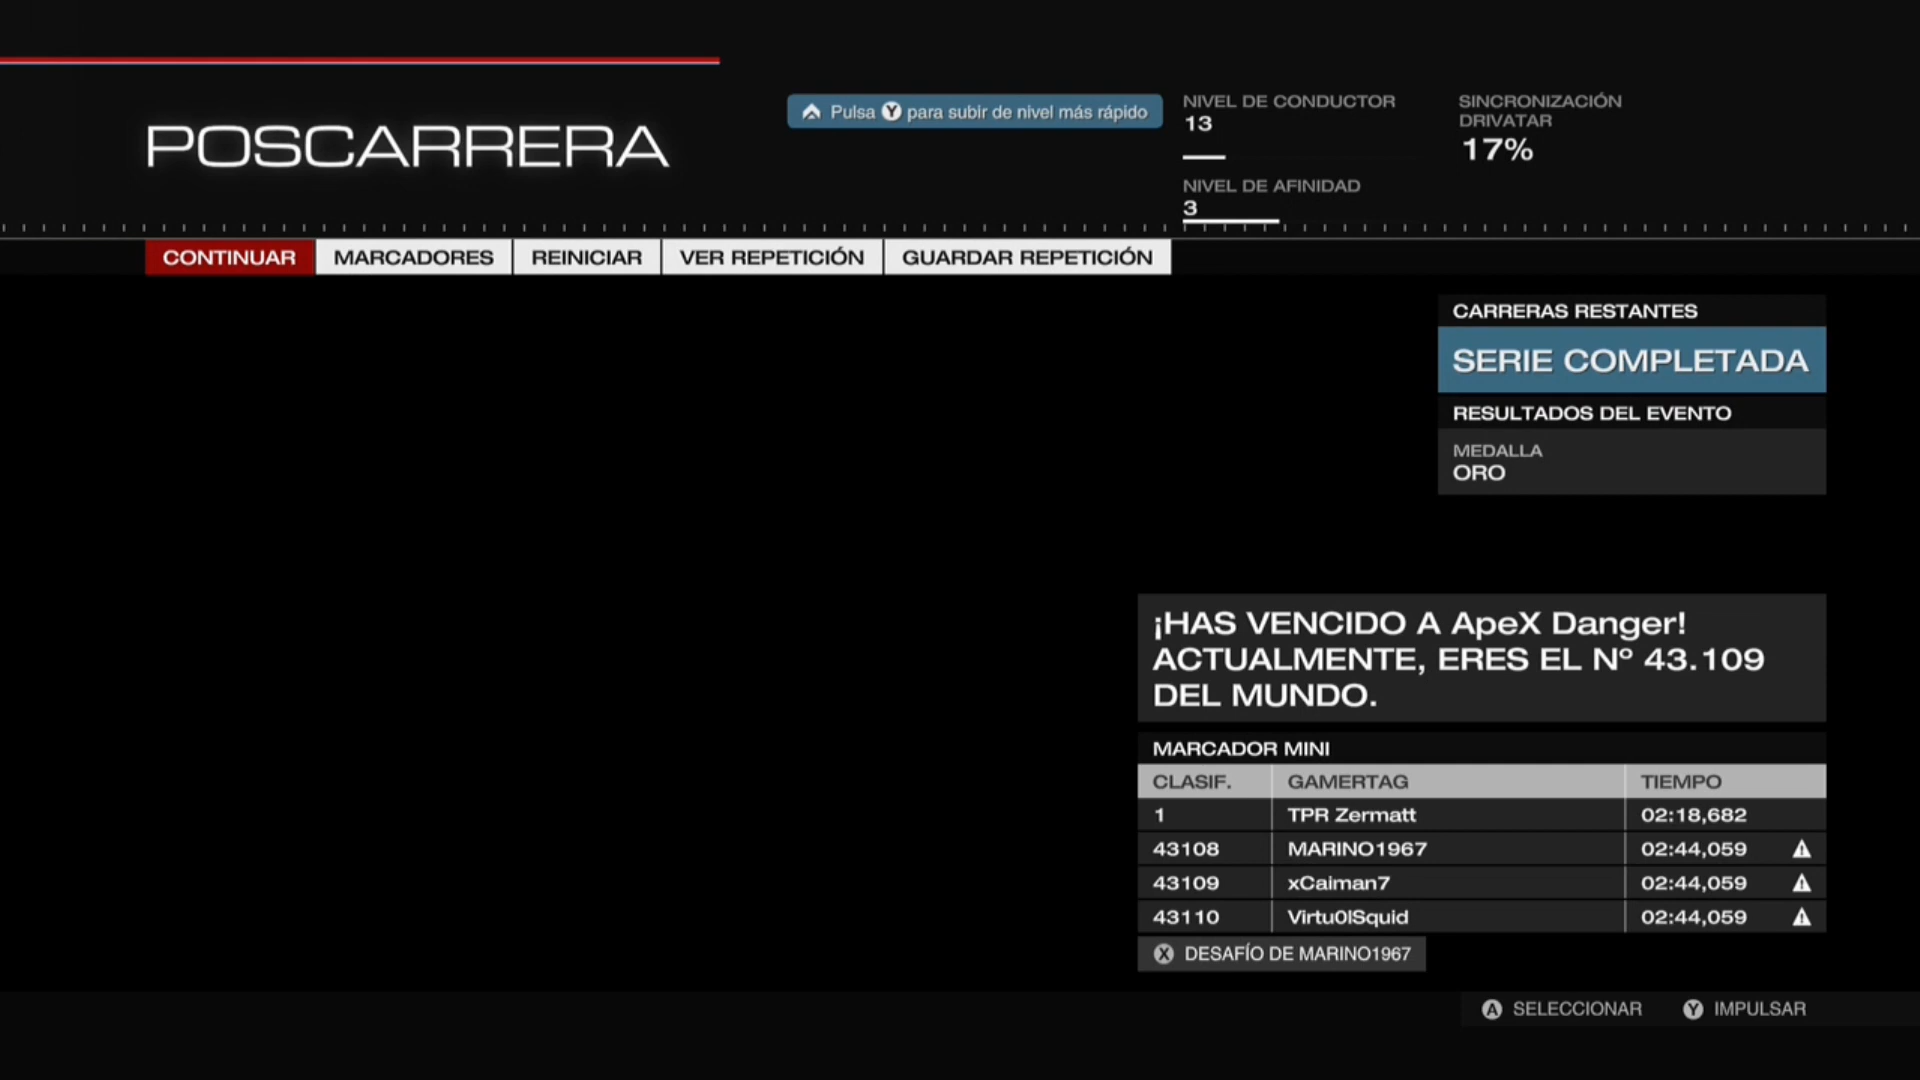 POSCARRERA
Pulsa Y para subir de nivel más rápido
NIVEL DE CONDUCTOR
13
NIVEL DE AFINIDAD
3
SINCRONIZACIÓN
DRIVATAR
17%
CONTINUAR
MARCADORES
REINICIAR
VER REPETICIÓN
GUARDAR REPETICIÓN
CARRERAS RESTANTES
SERIE COMPLETADA
RESULTADOS DEL EVENTO
MEDALLA
ORO
¡HAS VENCIDO A ApeX Danger!
ACTUALMENTE, ERES EL Nº 43.109
DEL MUNDO.
MARCADOR MINI
CLASIF. GAMERTAG TIEMPO
1 TPR Zermatt 02:18,682
43108 MARINO1967 02:44,059
43109 xCaiman7 02:44,059
43110 Virtu0lSquid 02:44,059
X DESAFÍO DE MARINO1967
A SELECCIONAR Y IMPULSAR